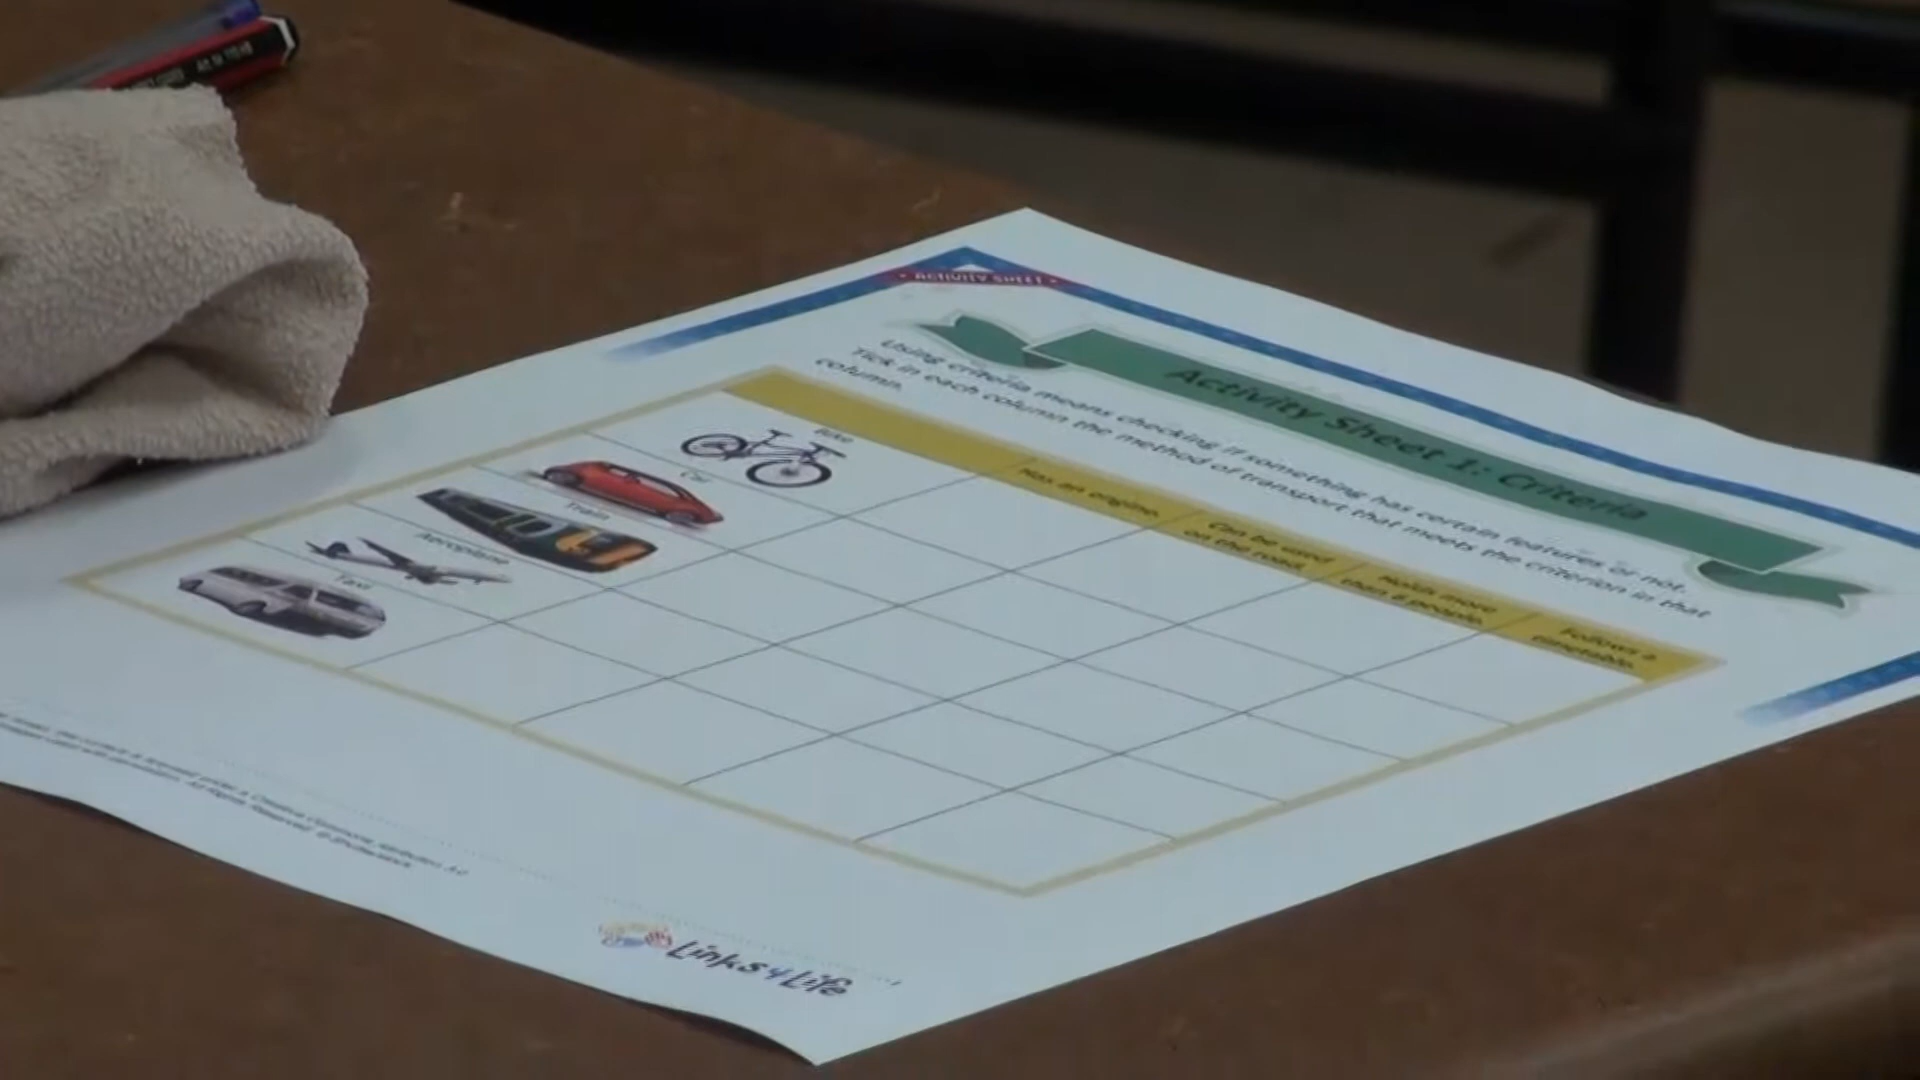 ACTIVITY SHEET
Activity Sheet 1: Criteria
Using criteria means checking if something has certain features or not.
Tick in each column the method of transport that meets the criterion in that
column.
Has an engine.
Can be used
on the road.
Holds more
than 6 people.
Follows a
timetable.
Bike
Car
Train
Aeroplane
Taxi
Links4Life